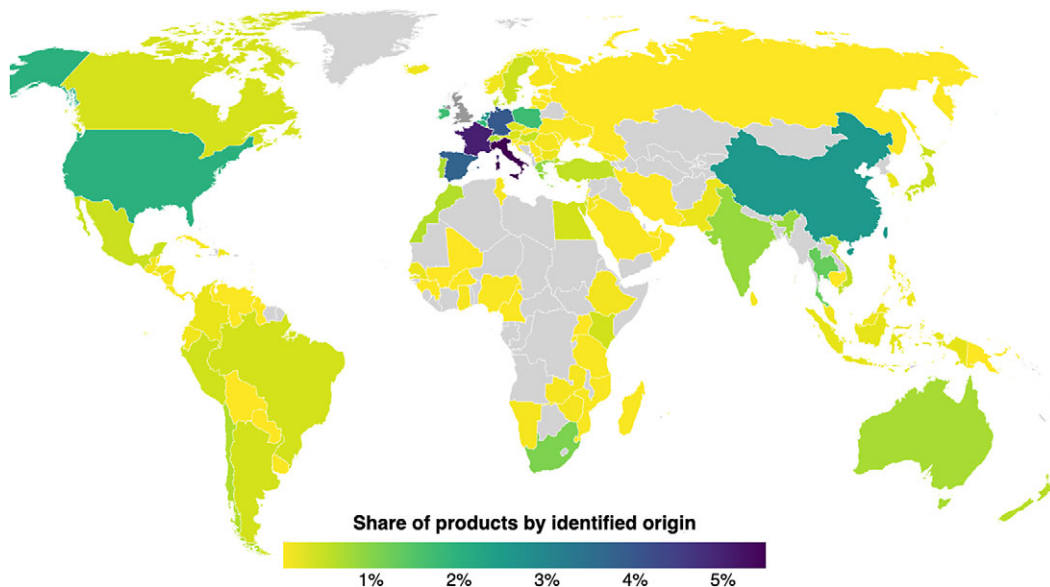 Share of products by identified origin
1% 2% 3% 4% 5%